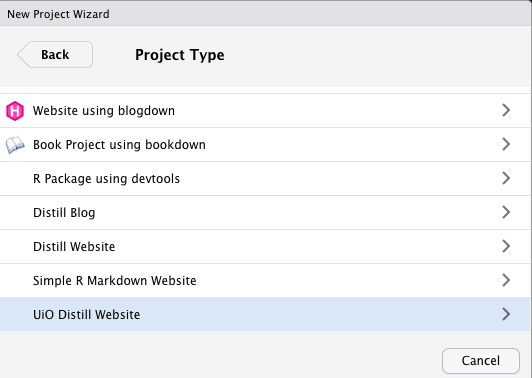 New Project Wizard
Back
Project Type
Website using blogdown
Book Project using bookdown
R Package using devtools
Distill Blog
Distill Website
Simple R Markdown Website
UiO Distill Website
Cancel